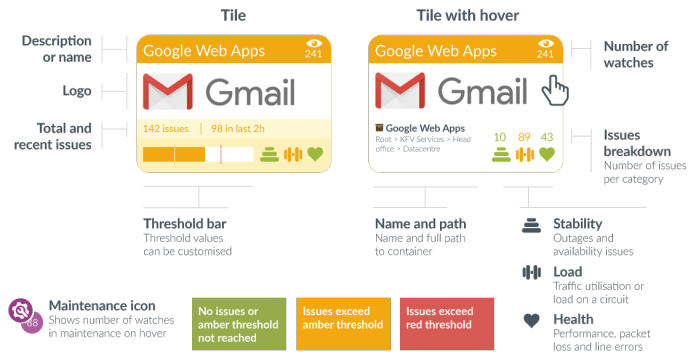 Tile
Tile with hover
Description
or name
Google Web Apps
241
Google Web Apps
241
Number of
watches
Logo
Gmail
Gmail
Total and
recent issues
142 issues | 98 in last 2h
Google Web Apps
Root > KFV Services > Head
office > Datacentre
10 89 43
Issues
breakdown
Number of issues
per category
Threshold bar
Threshold values
can be customised
Name and path
Name and full path
to container
Stability
Outages and
availability issues
Load
Traffic utilisation or
load on a circuit
Health
Performance, packet
loss and line errors
88
Maintenance icon
Shows number of watches
in maintenance on hover
No issues or
amber threshold
not reached
Issues exceed
amber threshold
Issues exceed
red threshold